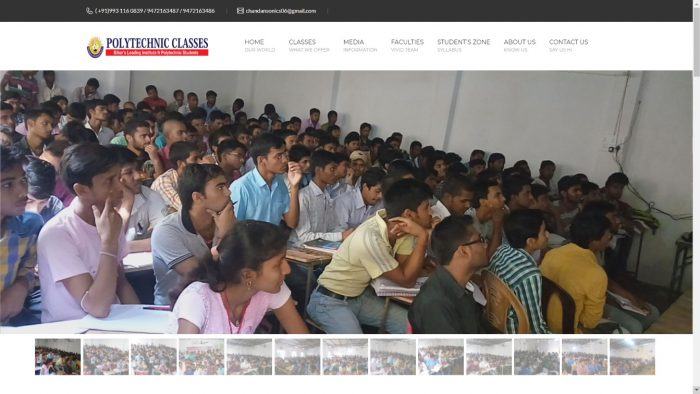 ( +91)993 116 0839 / 9472163487 / 9472163486
chandansonics06@gmail.com
POLYTECHNIC CLASSES
Bihar's Leading Institute 4 Polytechnic Students
HOME CLASSES MEDIA FACULTIES STUDENT'S ZONE ABOUT US CONTACT US
OUR WORLD WHAT WE OFFER INFORMATION VIVID TEAM SYLLABUS KNOW US SAY US HI